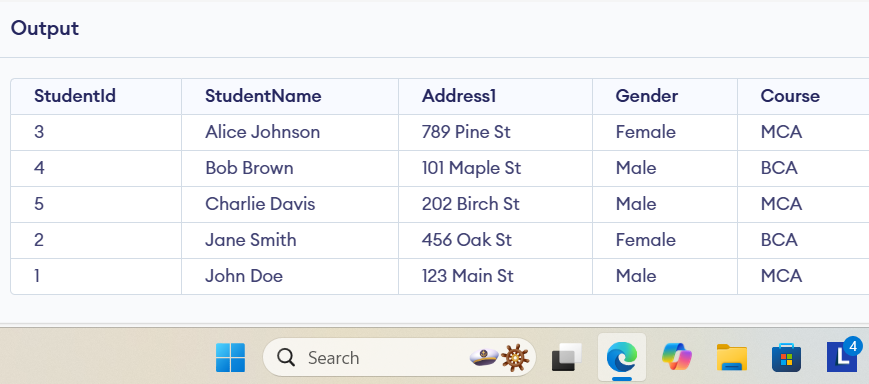 Output
StudentId StudentName Address1 Gender Course
3 Alice Johnson 789 Pine St Female MCA
4 Bob Brown 101 Maple St Male BCA
5 Charlie Davis 202 Birch St Male MCA
2 Jane Smith 456 Oak St Female BCA
1 John Doe 123 Main St Male MCA
Search
L 4